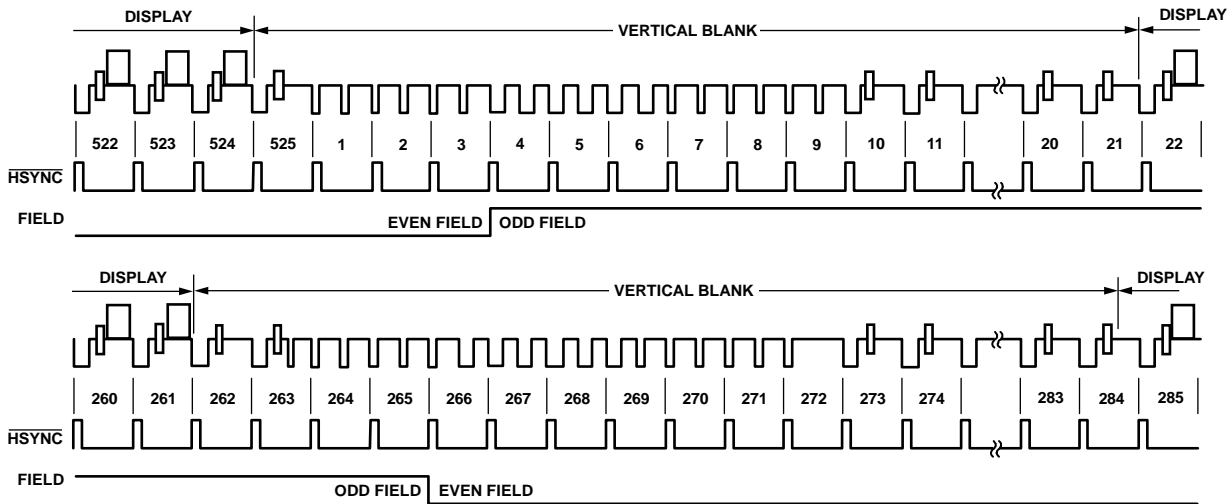 DISPLAY VERTICAL BLANK DISPLAY
522 523 524 525 1 2 3 4 5 6 7 8 9 10 11 20 21 22
HSYNC
FIELD EVEN FIELD ODD FIELD
DISPLAY VERTICAL BLANK DISPLAY
260 261 262 263 264 265 266 267 268 269 270 271 272 273 274 283 284 285
HSYNC
FIELD ODD FIELD EVEN FIELD